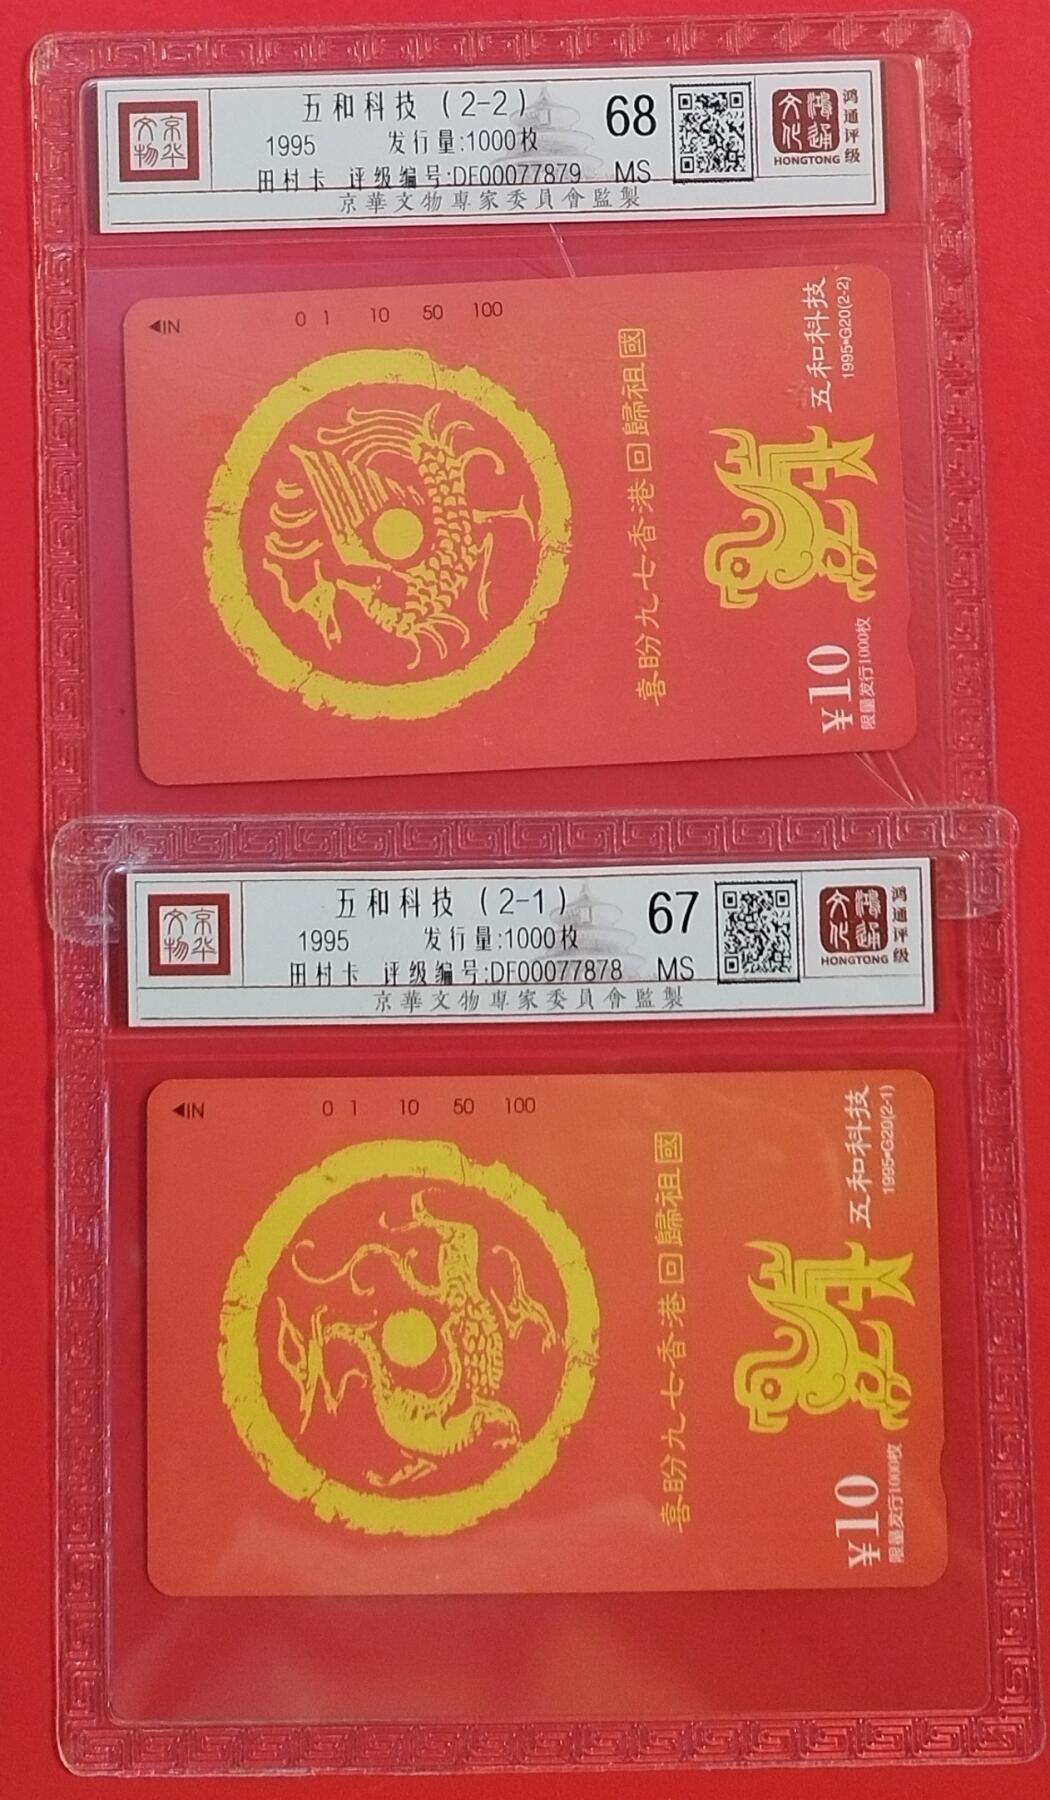 五和科技 (2-2)
1995 发行量:1000枚
68
田村卡 评级编号:DF00077879 MS
京華文物專家委員會監製
京华文物
鸿通文化
HONGTONG
鸿通评级
IN
0 1 10 50 100
喜盼九七香港回歸祖國
五和科技
1995•G20(2-2)
¥10
限量发行1000枚
五和科技 (2-1)
1995 发行量:1000枚
67
田村卡 评级编号:DF00077878 MS
京華文物專家委員會監製
京华文物
鸿通文化
HONGTONG
鸿通评级
IN
0 1 10 50 100
喜盼九七香港回歸祖國
五和科技
1995•G20(2-1)
¥10
限量发行1000枚